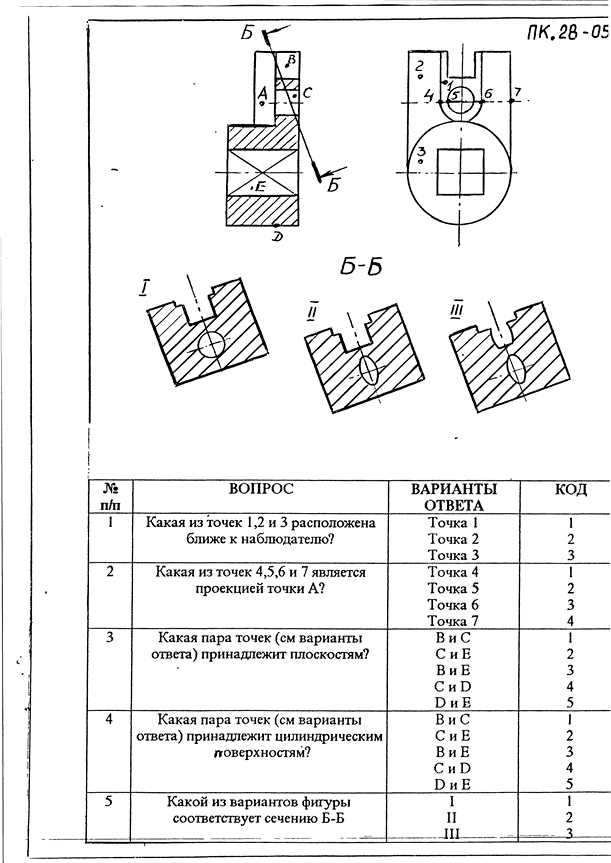 ПК.28-05
Б
В
А
С
Е
Б
D
2
1
4
5
6
7
3
Б-Б
I
II
III
№ п/п ВОПРОС ВАРИАНТЫ ОТВЕТА КОД
1 Какая из точек 1,2 и 3 расположена Точка 1 1
ближе к наблюдателю? Точка 2 2
Точка 3 3
2 Какая из точек 4,5,6 и 7 является Точка 4 1
проекцией точки А? Точка 5 2
Точка 6 3
Точка 7 4
3 Какая пара точек (см варианты В и С 1
ответа) принадлежит плоскостям? С и Е 2
В и Е 3
С и D 4
D и Е 5
4 Какая пара точек (см варианты В и С 1
ответа) принадлежит цилиндрическим С и Е 2
поверхностям? В и Е 3
С и D 4
D и Е 5
5 Какой из вариантов фигуры I 1
соответствует сечению Б-Б II 2
III 3